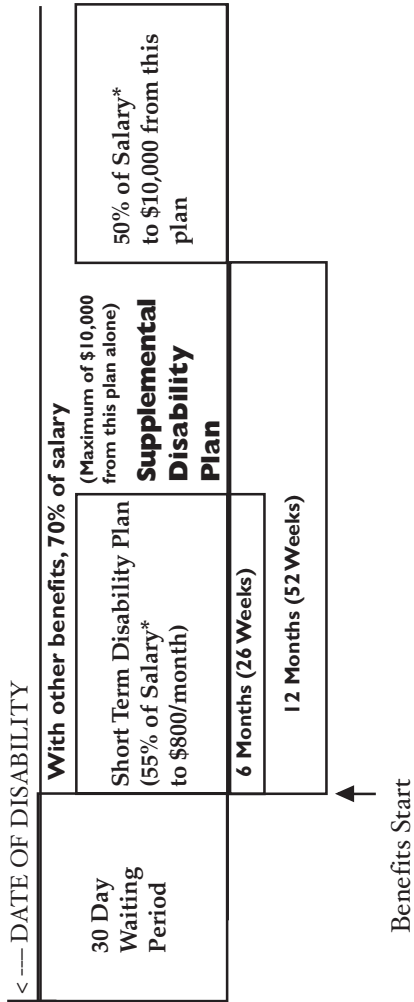 < ---- DATE OF DISABILITY
30 Day
Waiting
Period
With other benefits, 70% of salary
Short Term Disability Plan
(55% of Salary*
to $800/month)
(Maximum of $10,000
from this plan alone)
Supplemental
Disability
Plan
50% of Salary*
to $10,000 from this
plan
6 Months (26 Weeks)
12 Months (52 Weeks)
Benefits Start